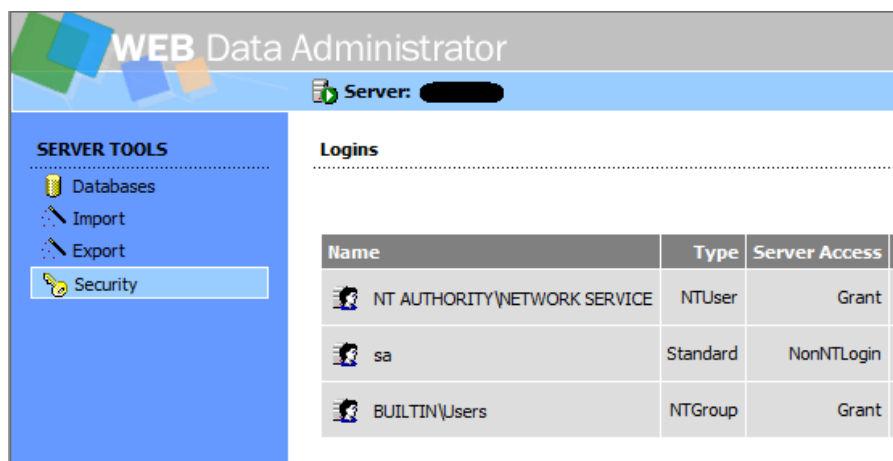 WEB Data Administrator
Server:
SERVER TOOLS
Databases
Import
Export
Security
Logins
Name Type Server Access
NT AUTHORITY\NETWORK SERVICE NTUser Grant
sa Standard NonNTLogin
BUILTIN\Users NTGroup Grant